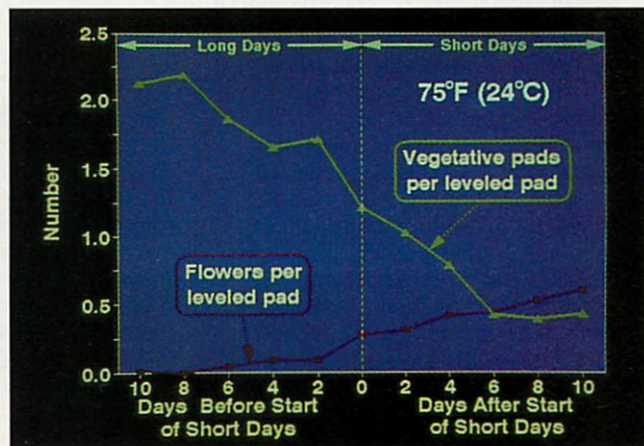 Long Days
Short Days
75°F (24°C)
Vegetative pads
per leveled pad
Flowers per
leveled pad
Number
2.5
2.0
1.5
1.0
0.5
0.0
10 8 6 4 2 0 2 4 6 8 10
Days Before Start
of Short Days
Days After Start
of Short Days